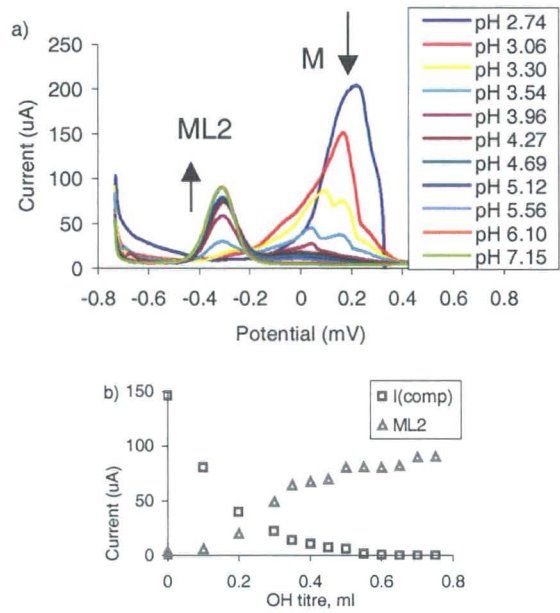 a)
250
200
150
100
50
0
Current (uA)
M
ML2
-0.8 -0.6 -0.4 -0.2 0 0.2 0.4 0.6 0.8
Potential (mV)
pH 2.74
pH 3.06
pH 3.30
pH 3.54
pH 3.96
pH 4.27
pH 4.69
pH 5.12
pH 5.56
pH 6.10
pH 7.15
b)
150
100
50
0
Current (uA)
I(comp)
ML2
0 0.2 0.4 0.6 0.8
OH titre, ml